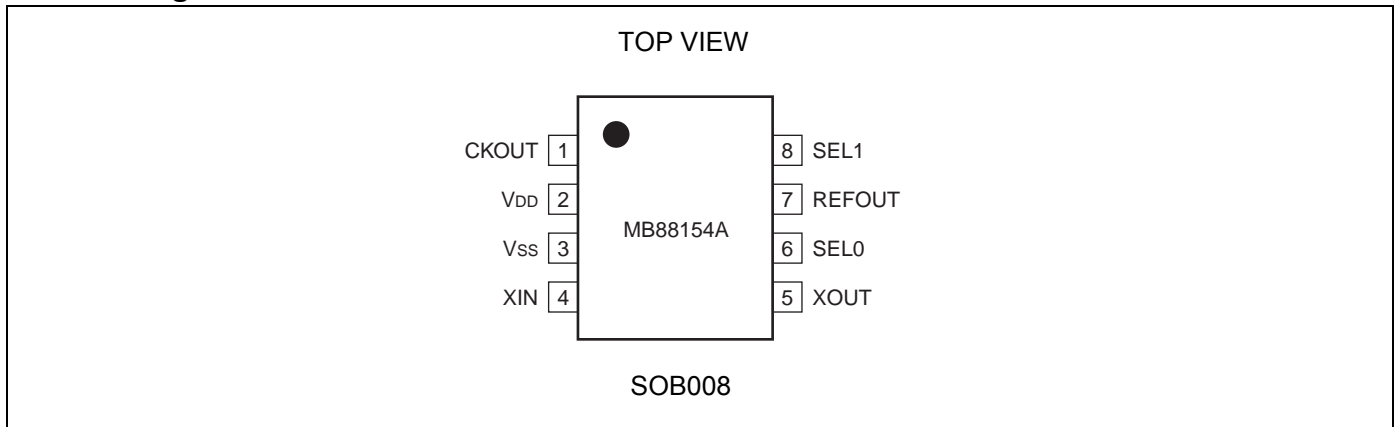 TOP VIEW
CKOUT 1
8 SEL1
VDD 2
7 REFOUT
MB88154A
VSS 3
6 SEL0
XIN 4
5 XOUT
SOB008